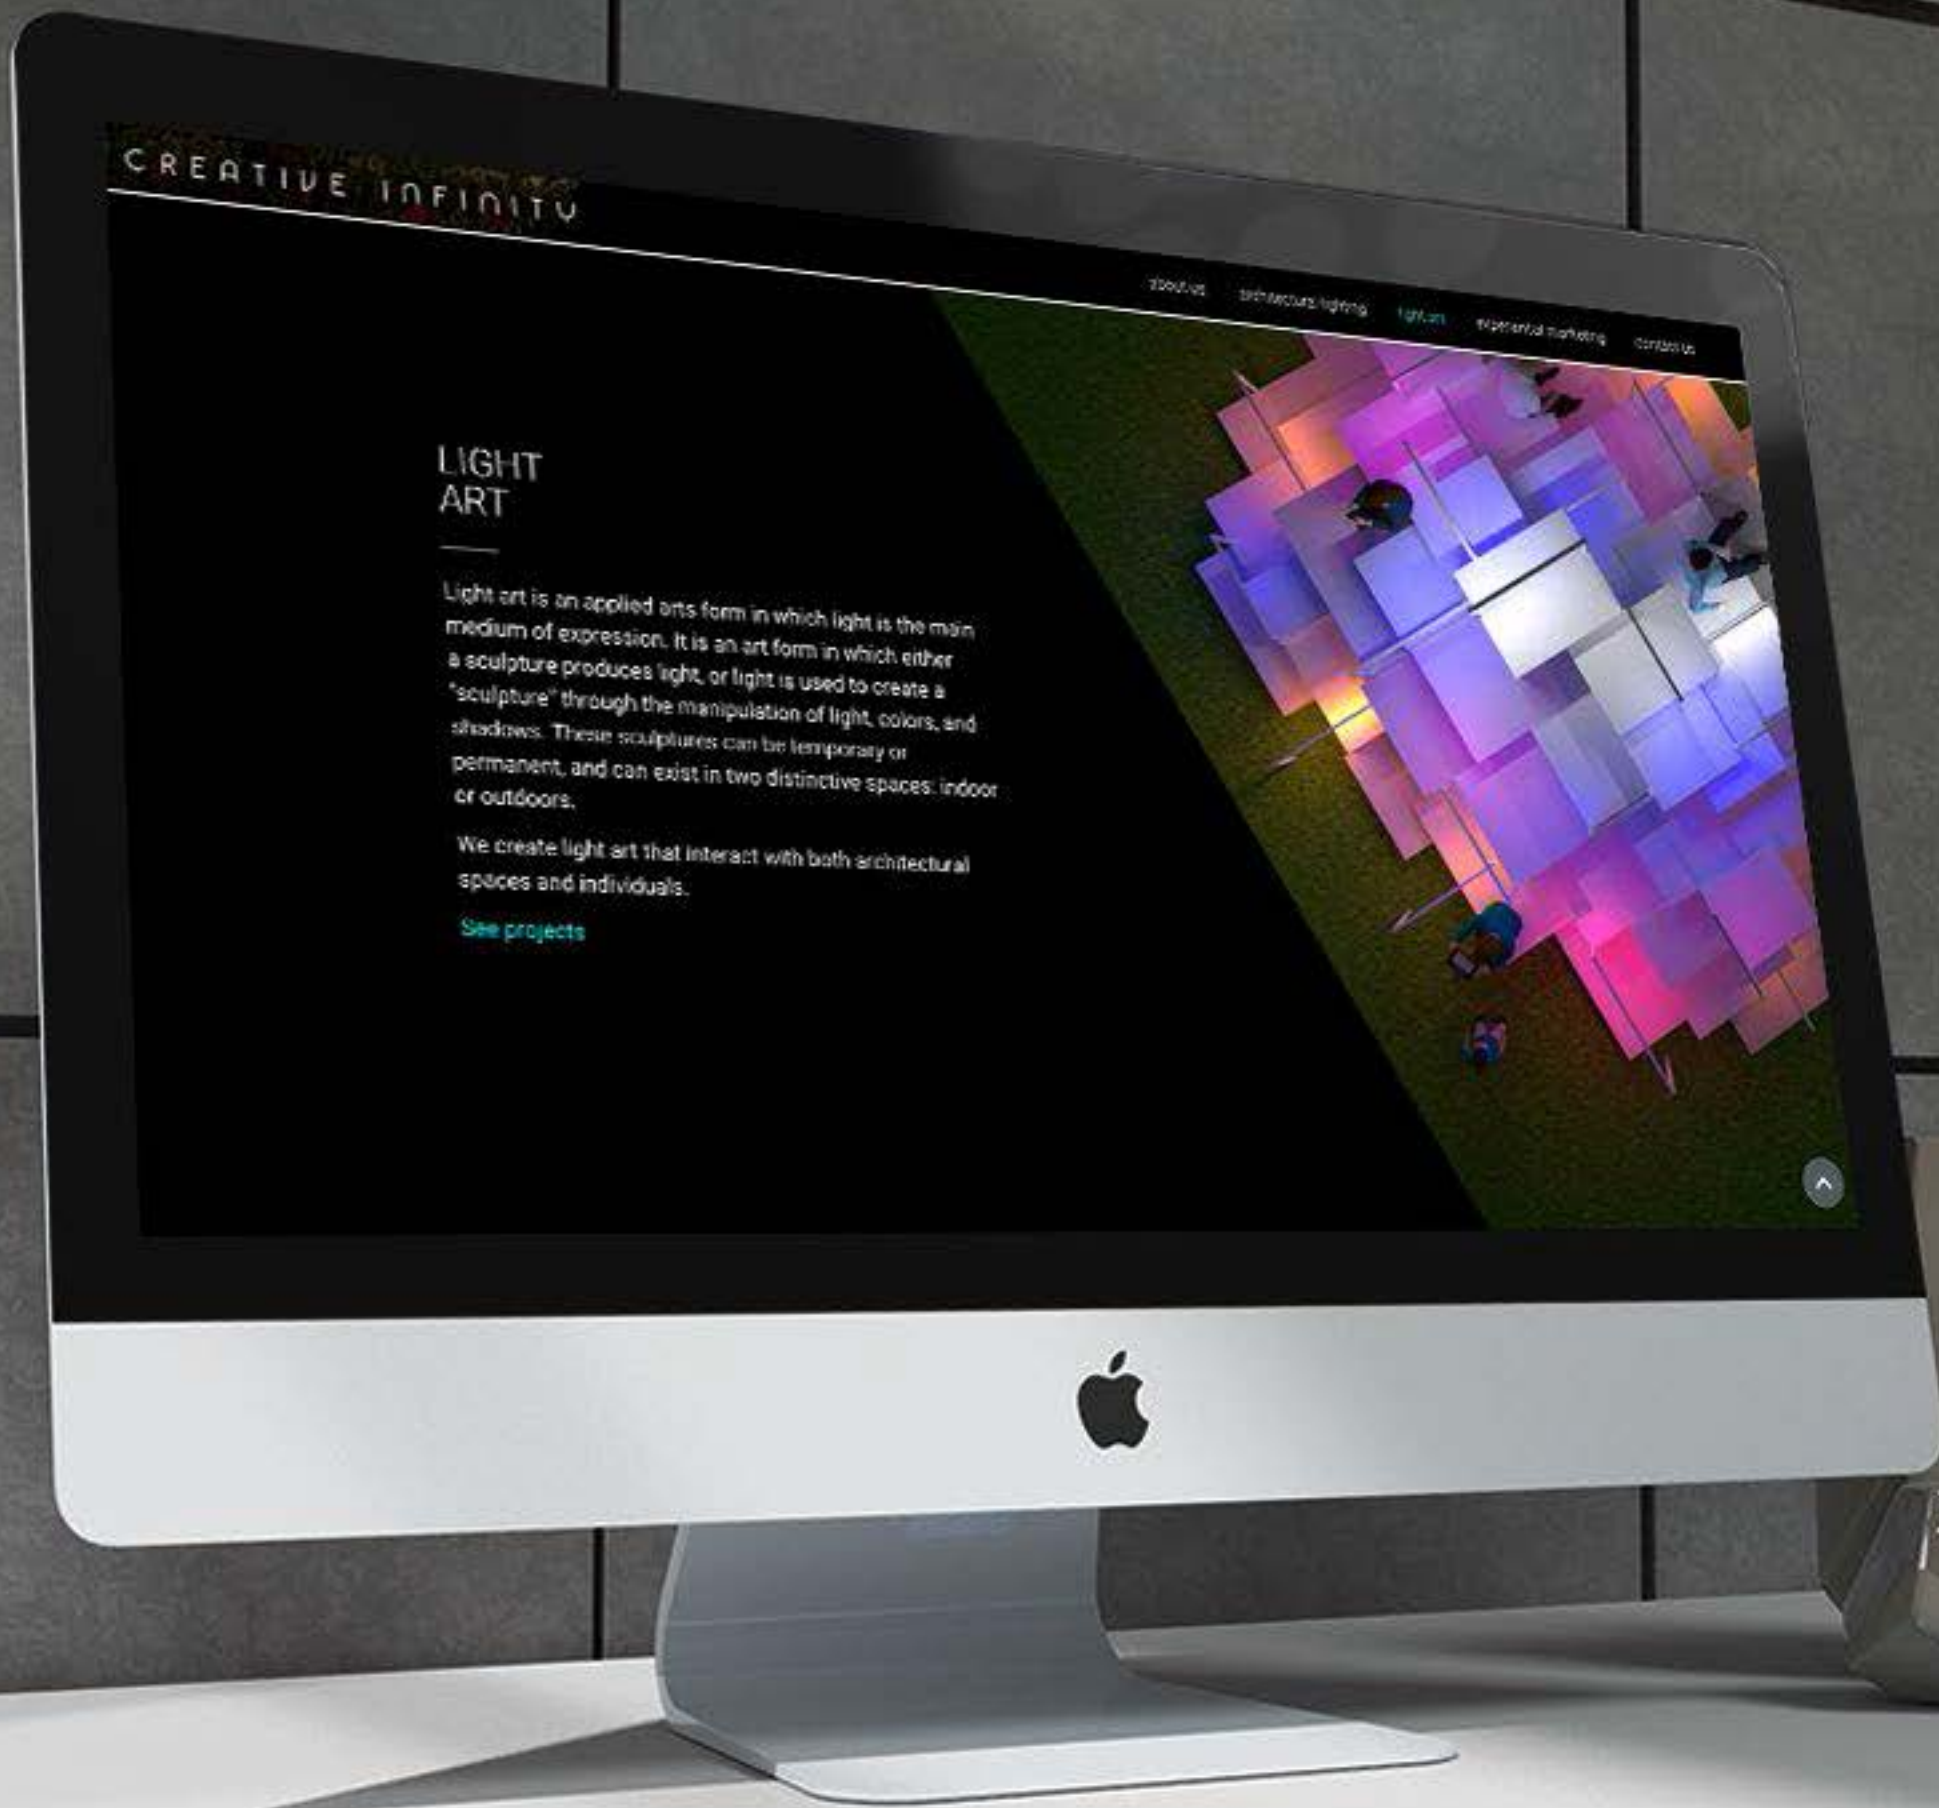 CREATIVE INFINITY
about us architectural lighting light art experiential marketing contact us
LIGHT
ART
Light art is an applied arts form in which light is the main
medium of expression. It is an art form in which either
a sculpture produces light, or light is used to create a
"sculpture" through the manipulation of light, colors, and
shadows. These sculptures can be temporary or
permanent, and can exist in two distinctive spaces: indoor
or outdoors.
We create light art that interact with both architectural
spaces and individuals.
See projects